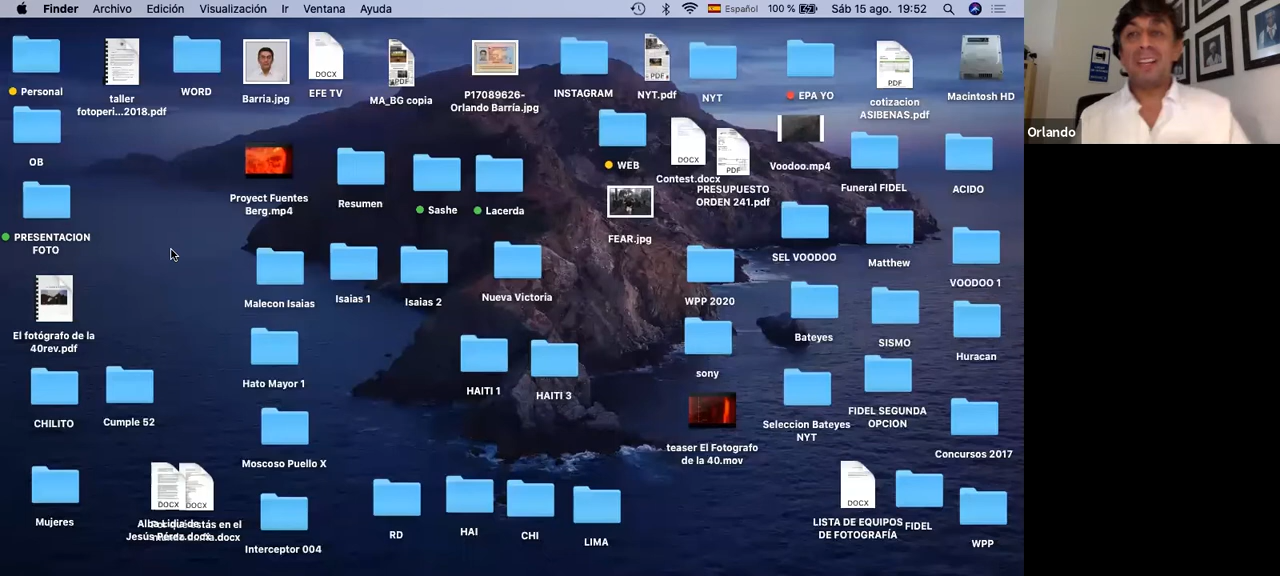 Finder Archivo Edición Visualización Ir Ventana Ayuda
Español 100 % Sáb 15 ago. 19:52
Personal
taller
fotoperi...2018.pdf
WORD
Barria.jpg
DOCX
EFE TV
PDF
MA_BG copia
P17089626-
Orlando Barría.jpg
INSTAGRAM
PDF
NYT.pdf
NYT
EPA YO
PDF
cotizacion
ASIBENAS.pdf
Macintosh HD
Orlando
OB
Proyect Fuentes
Berg.mp4
Resumen
Sashe
Lacerda
WEB
DOCX
Contest.docx
PDF
PRESUPUESTO
ORDEN 241.pdf
Voodoo.mp4
Funeral FIDEL
ACIDO
PRESENTACION
FOTO
FEAR.jpg
SEL VOODOO
Matthew
VOODOO 1
Malecon Isaias
Isaias 1
Isaias 2
Nueva Victoria
WPP 2020
Bateyes
SISMO
Huracan
El fotógrafo de la
40rev.pdf
Hato Mayor 1
HAITI 1
HAITI 3
sony
CHILITO
Cumple 52
Moscoso Puello X
teaser El Fotografo
de la 40.mov
Seleccion Bateyes
NYT
FIDEL SEGUNDA
OPCION
Concursos 2017
Mujeres
DOCX
DOCX
Interceptor 004
RD
HAI
CHI
LIMA
DOCX
LISTA DE EQUIPOS
DE FOTOGRAFÍA
FIDEL
WPP